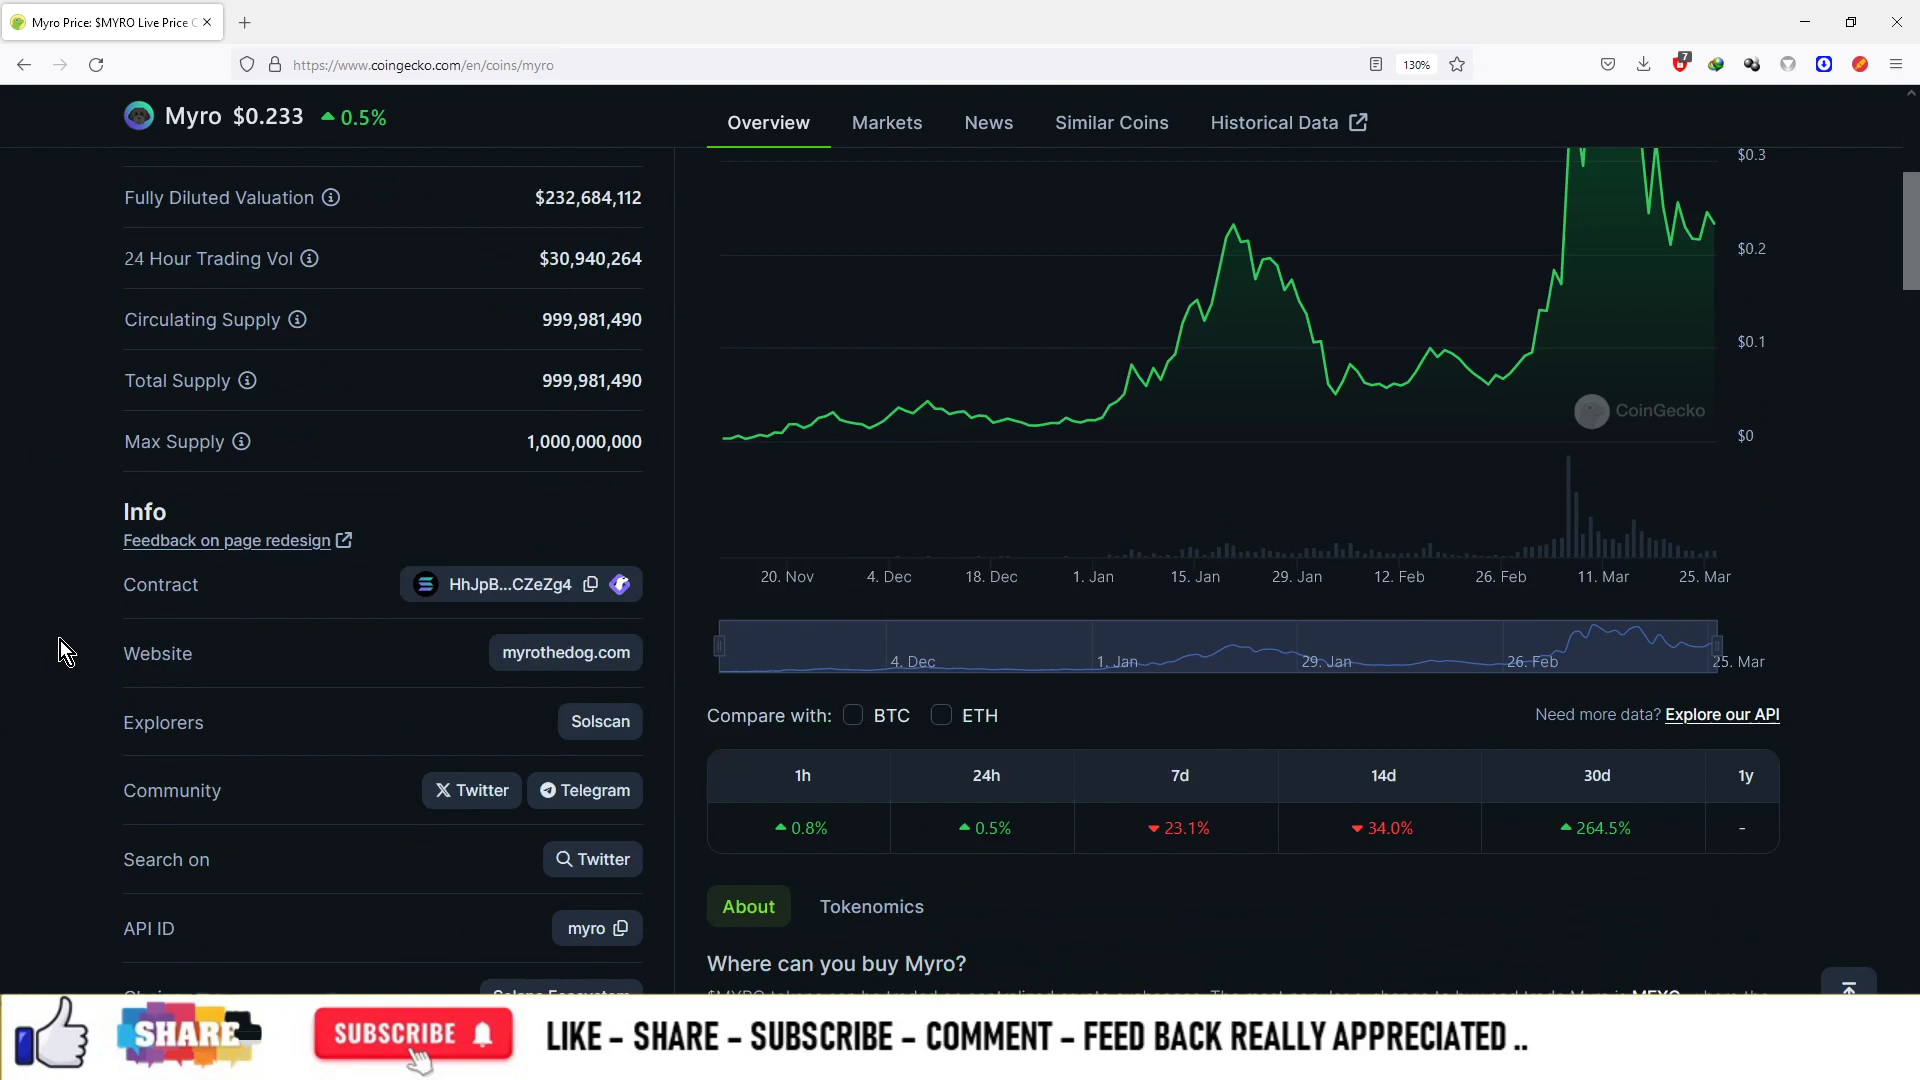 Myro Price: $MYRO Live Price C
https://www.coingecko.com/en/coins/myro
130%
7
Myro $0.233 0.5%
Overview Markets News Similar Coins Historical Data
Fully Diluted Valuation $232,684,112
24 Hour Trading Vol $30,940,264
Circulating Supply 999,981,490
Total Supply 999,981,490
Max Supply 1,000,000,000
Info
Feedback on page redesign
Contract HhJpB...CZeZg4
Website myrothedog.com
Explorers Solscan
Community Twitter Telegram
Search on Twitter
API ID myro
$0.3
$0.2
$0.1
CoinGecko
$0
20. Nov 4. Dec 18. Dec 1. Jan 15. Jan 29. Jan 12. Feb 26. Feb 11. Mar 25. Mar
4. Dec 1. Jan 29. Jan 26. Feb 25. Mar
Compare with: BTC ETH
Need more data? Explore our API
1h 24h 7d 14d 30d 1y
0.8% 0.5% 23.1% 34.0% 264.5% -
About Tokenomics
Where can you buy Myro?
SHARE
SUBSCRIBE
LIKE - SHARE - SUBSCRIBE - COMMENT - FEED BACK REALLY APPRECIATED ..